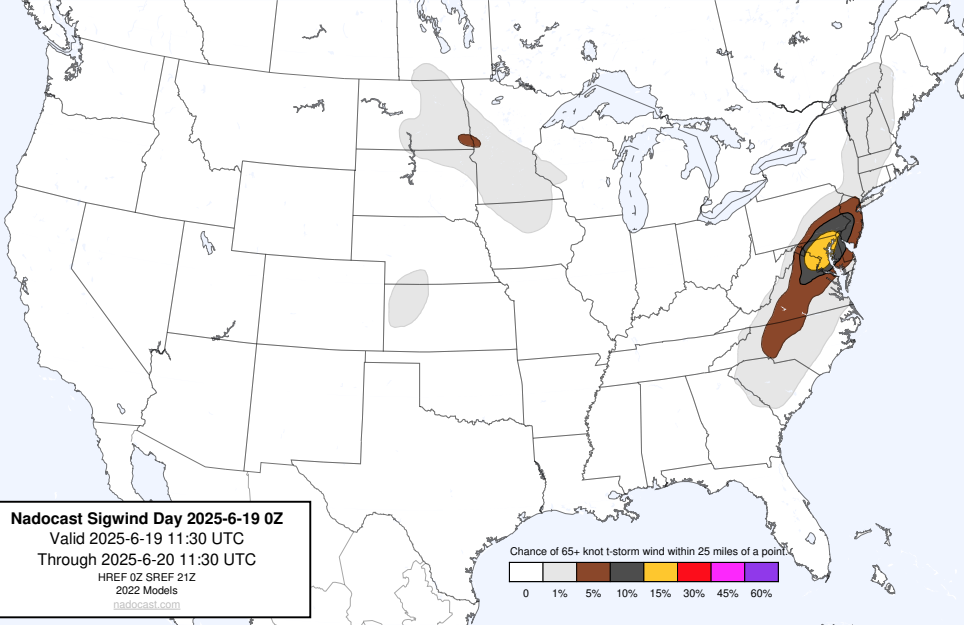 Nadocast Sigwind Day 2025-6-19 0Z
Valid 2025-6-19 11:30 UTC
Through 2025-6-20 11:30 UTC
HREF 0Z SREF 21Z
2022 Models
nadocast.com
Chance of 65+ knot t-storm wind within 25 miles of a point.
0 1% 5% 10% 15% 30% 45% 60%